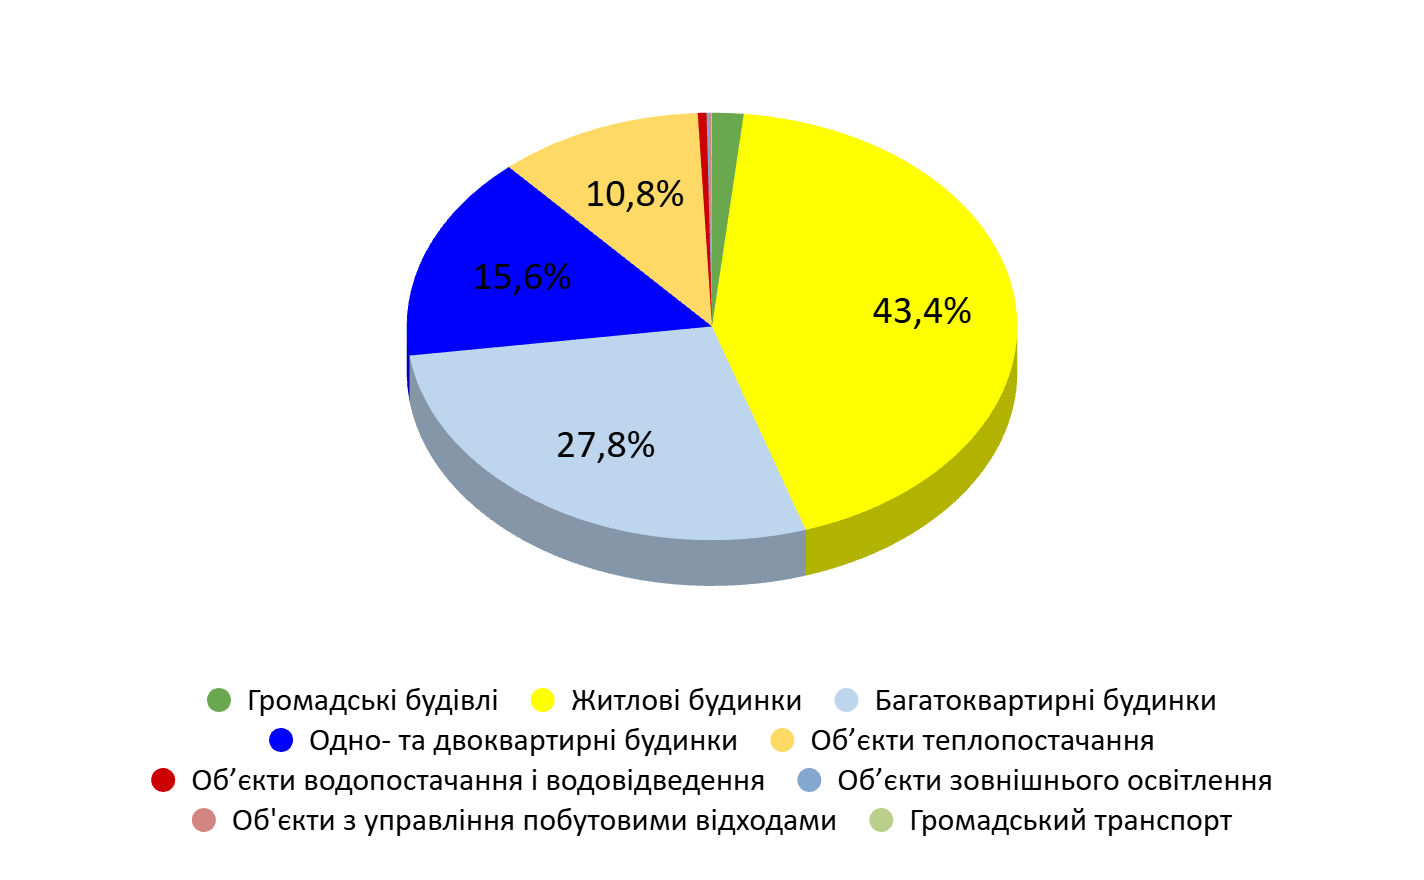 10,8%
15,6%
43,4%
27,8%
Громадські будівлі Житлові будинки Багатоквартирні будинки
Одно- та двоквартирні будинки Об’єкти теплопостачання
Об’єкти водопостачання і водовідведення Об’єкти зовнішнього освітлення
Об'єкти з управління побутовими відходами Громадський транспорт